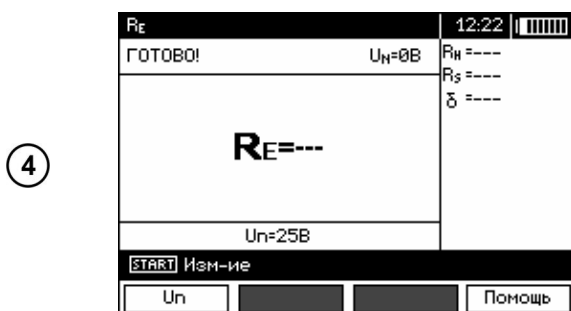 RE 12:22
ГОТОВО! UN=0В
RH=---
RS=---
δ =---
④
RE=---
Un=25В
START Изм-ие
Un Помощь